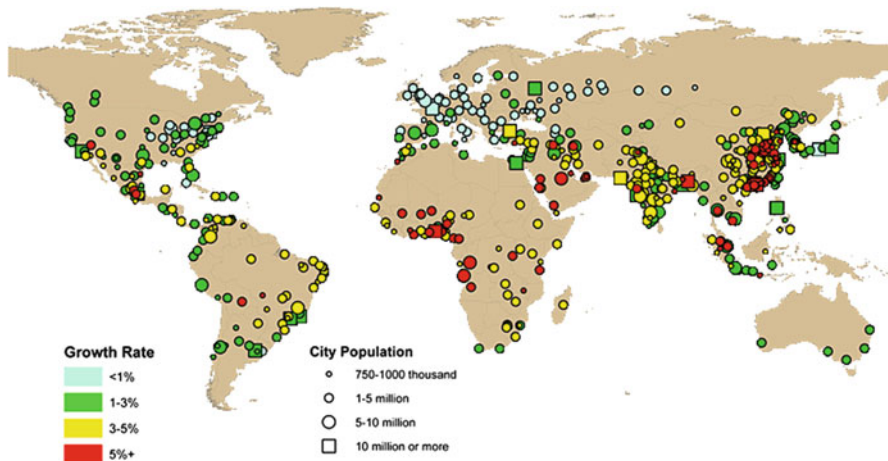 Growth Rate
<1%
1-3%
3-5%
5%+
City Population
750-1000 thousand
1-5 million
5-10 million
10 million or more